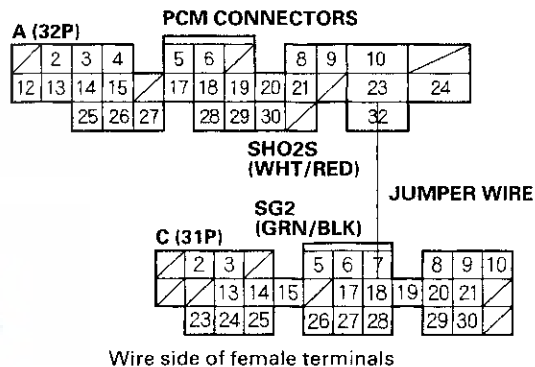 PCM CONNECTORS
A (32P)
2 3 4 5 6 8 9 10
12 13 14 15 17 18 19 20 21 23 24
25 26 27 28 29 30 32
SHO2S
(WHT/RED)
JUMPER WIRE
SG2
(GRN/BLK)
C (31P)
2 3 5 6 7 8 9 10
13 14 15 17 18 19 20 21
23 24 25 26 27 28 29 30
Wire side of female terminals